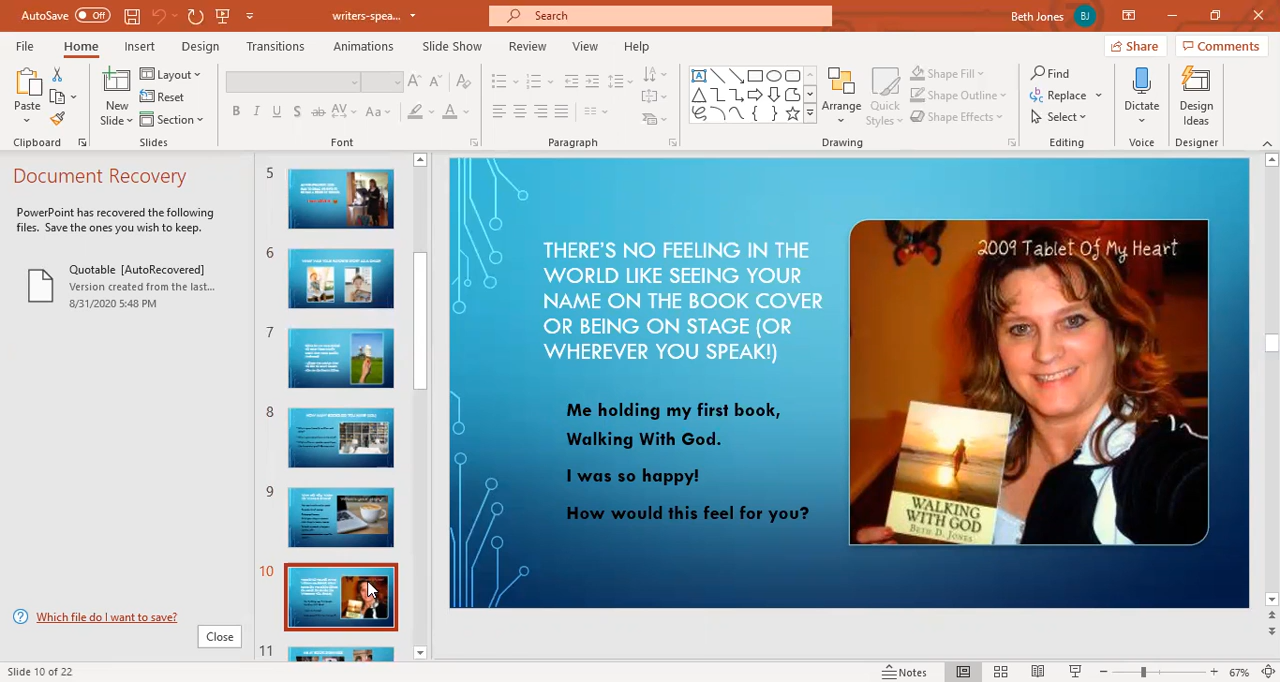 AutoSave Off
writers-spea...
Search
Beth Jones BJ
File Home Insert Design Transitions Animations Slide Show Review View Help Share Comments
Paste
New Slide
Layout
Reset
Section
B I U S ab AV Aa A
Arrange
Quick Styles
Shape Fill
Shape Outline
Shape Effects
Find
Replace
Select
Dictate
Design Ideas
Clipboard Slides Font Paragraph Drawing Editing Voice Designer
Document Recovery
PowerPoint has recovered the following
files. Save the ones you wish to keep.
Quotable [AutoRecovered]
Version created from the last...
8/31/2020 5:48 PM
Which file do I want to save?
Close
5
6
7
8
9
10
11
THERE'S NO FEELING IN THE
WORLD LIKE SEEING YOUR
NAME ON THE BOOK COVER
OR BEING ON STAGE (OR
WHEREVER YOU SPEAK!)
Me holding my first book,
Walking With God.
I was so happy!
How would this feel for you?
2009 Tablet Of My Heart
WALKING
WITH GOD
BETH D. JONES
Slide 10 of 22
Notes
67%